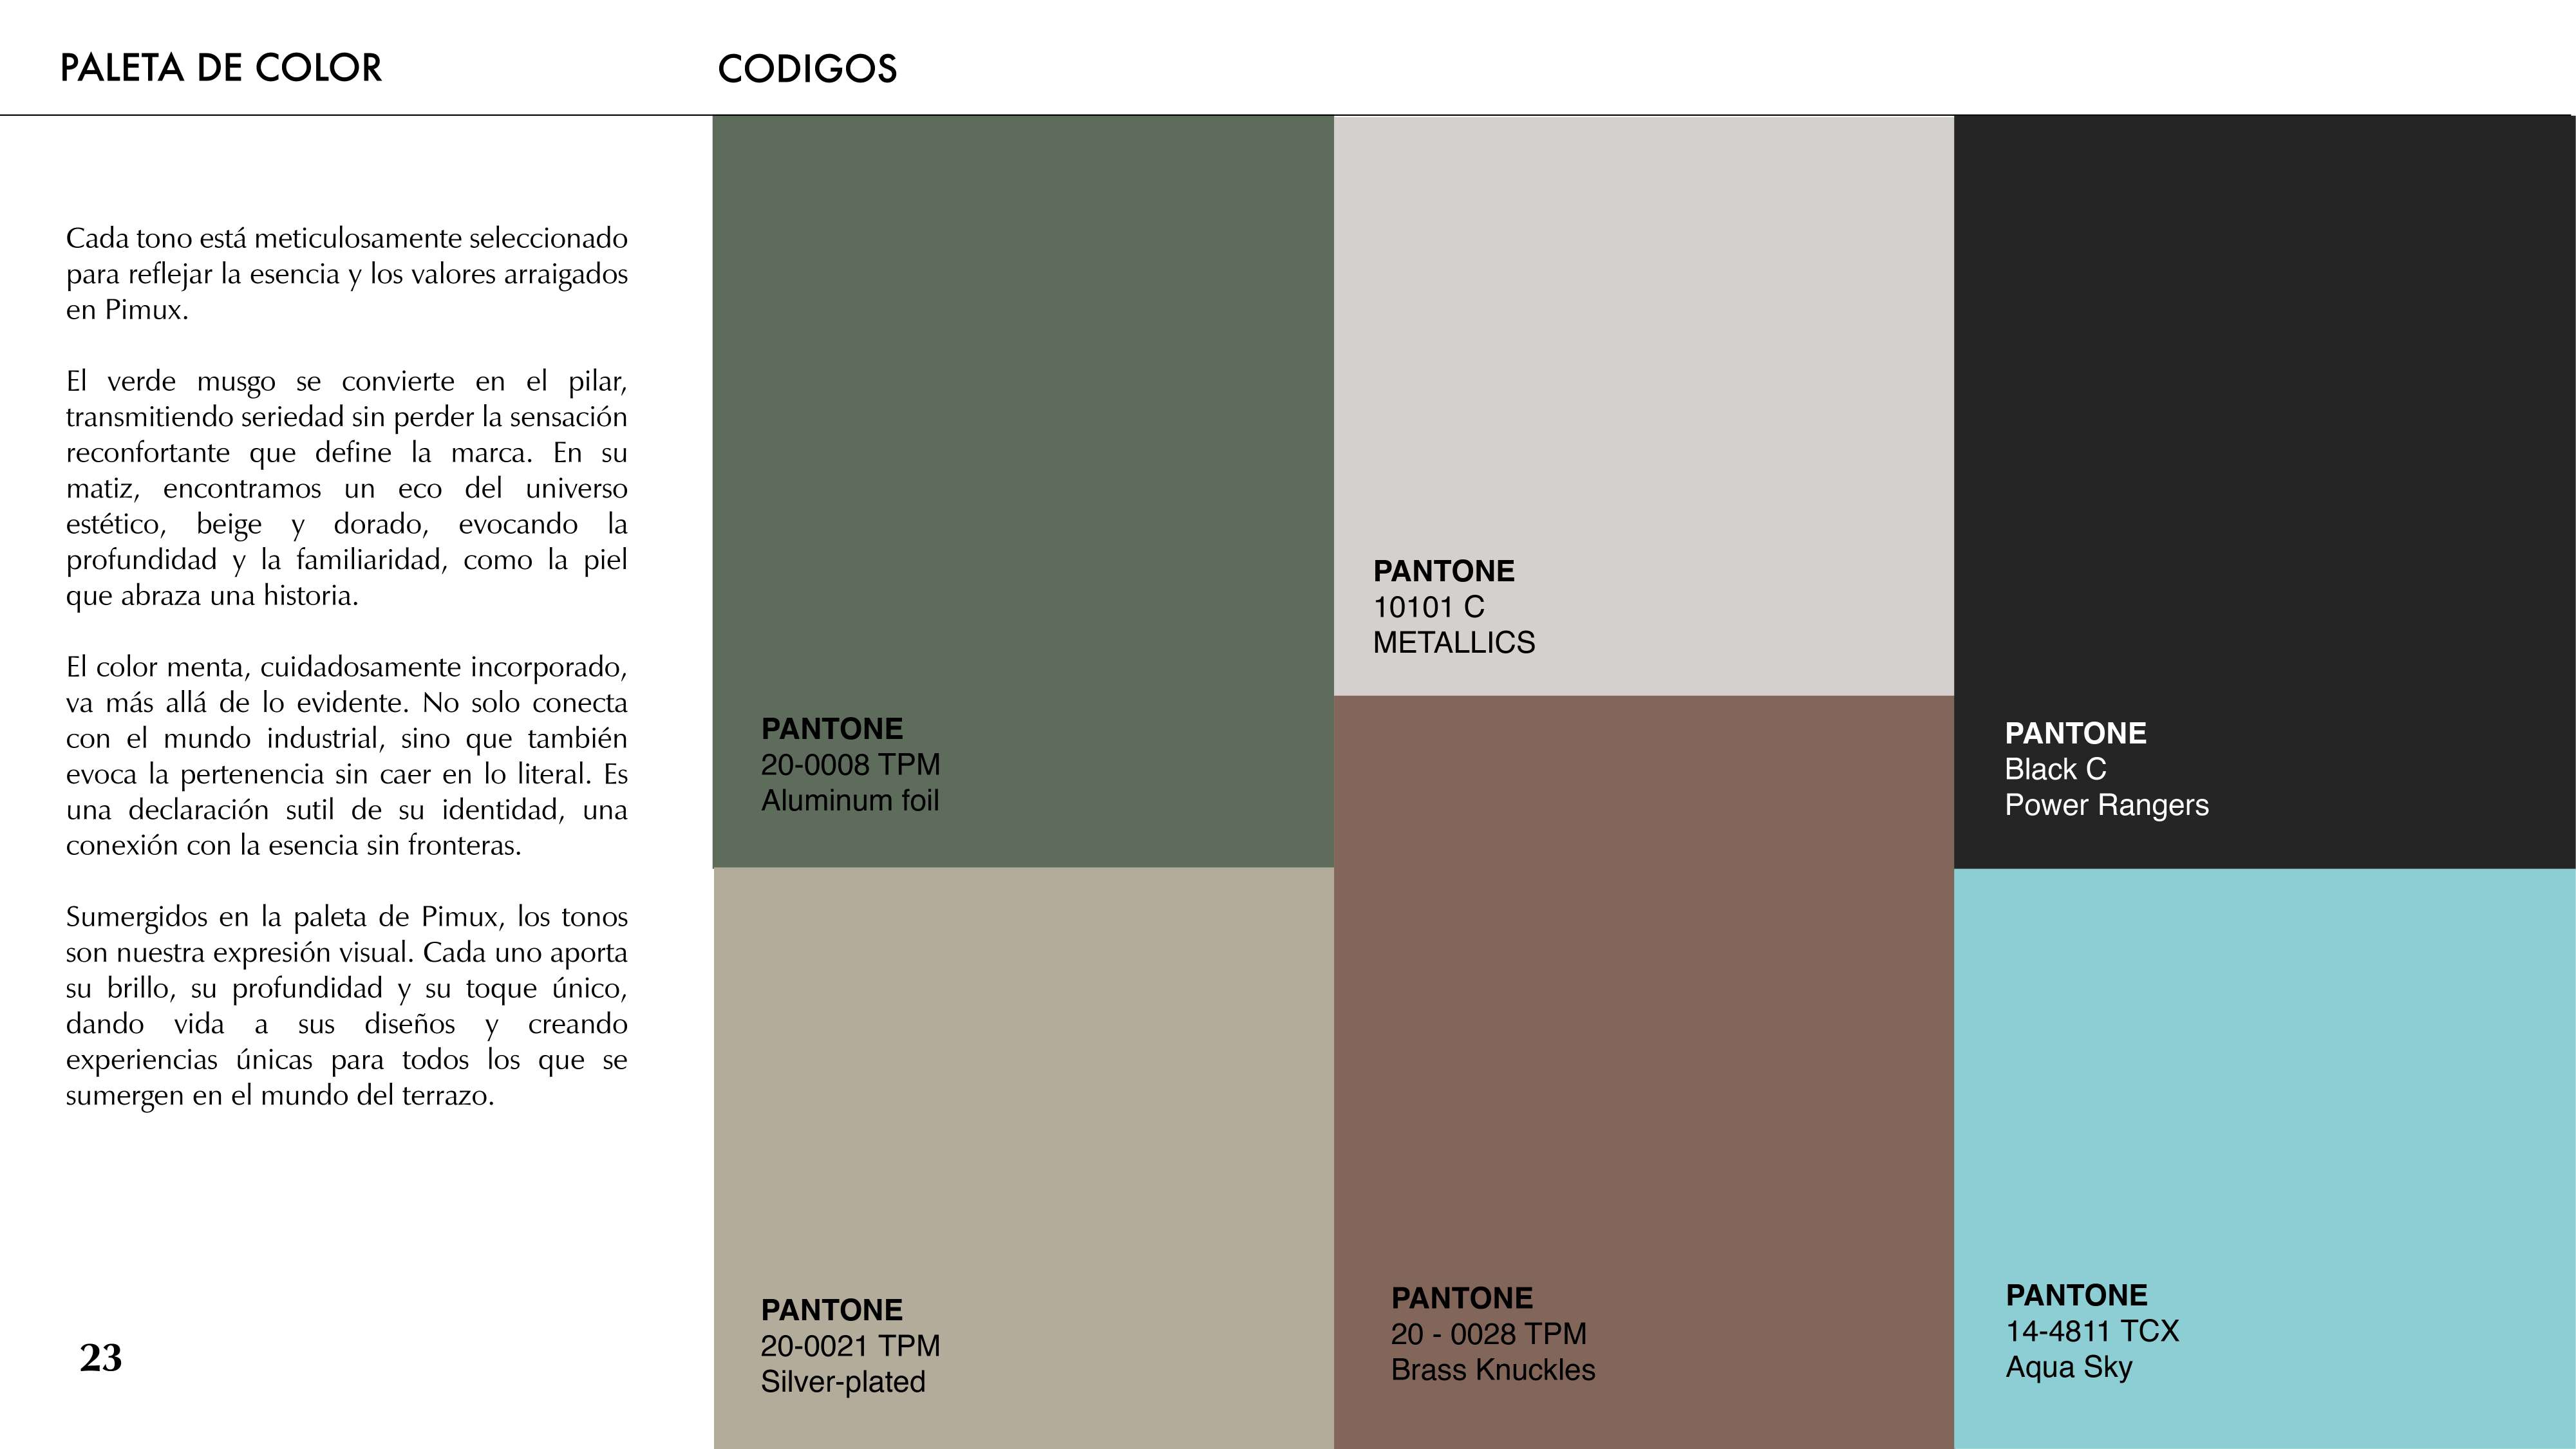 PALETA DE COLOR
CODIGOS
Cada tono está meticulosamente seleccionado
para reflejar la esencia y los valores arraigados
en Pimux.
El verde musgo se convierte en el pilar,
transmitiendo seriedad sin perder la sensación
reconfortante que define la marca. En su
matiz, encontramos un eco del universo
estético, beige y dorado, evocando la
profundidad y la familiaridad, como la piel
que abraza una historia.
El color menta, cuidadosamente incorporado,
va más allá de lo evidente. No solo conecta
con el mundo industrial, sino que también
evoca la pertenencia sin caer en lo literal. Es
una declaración sutil de su identidad, una
conexión con la esencia sin fronteras.
Sumergidos en la paleta de Pimux, los tonos
son nuestra expresión visual. Cada uno aporta
su brillo, su profundidad y su toque único,
dando vida a sus diseños y creando
experiencias únicas para todos los que se
sumergen en el mundo del terrazo.
23
PANTONE
20-0008 TPM
Aluminum foil
PANTONE
20-0021 TPM
Silver-plated
PANTONE
10101 C
METALLICS
PANTONE
20 - 0028 TPM
Brass Knuckles
PANTONE
Black C
Power Rangers
PANTONE
14-4811 TCX
Aqua Sky